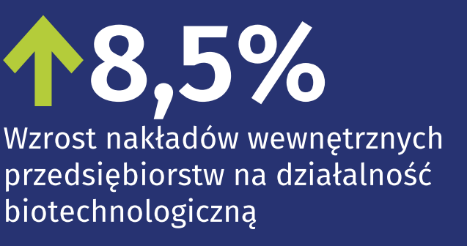 8,5%
Wzrost nakładów wewnętrznych
przedsiębiorstw na działalność
biotechnologiczną